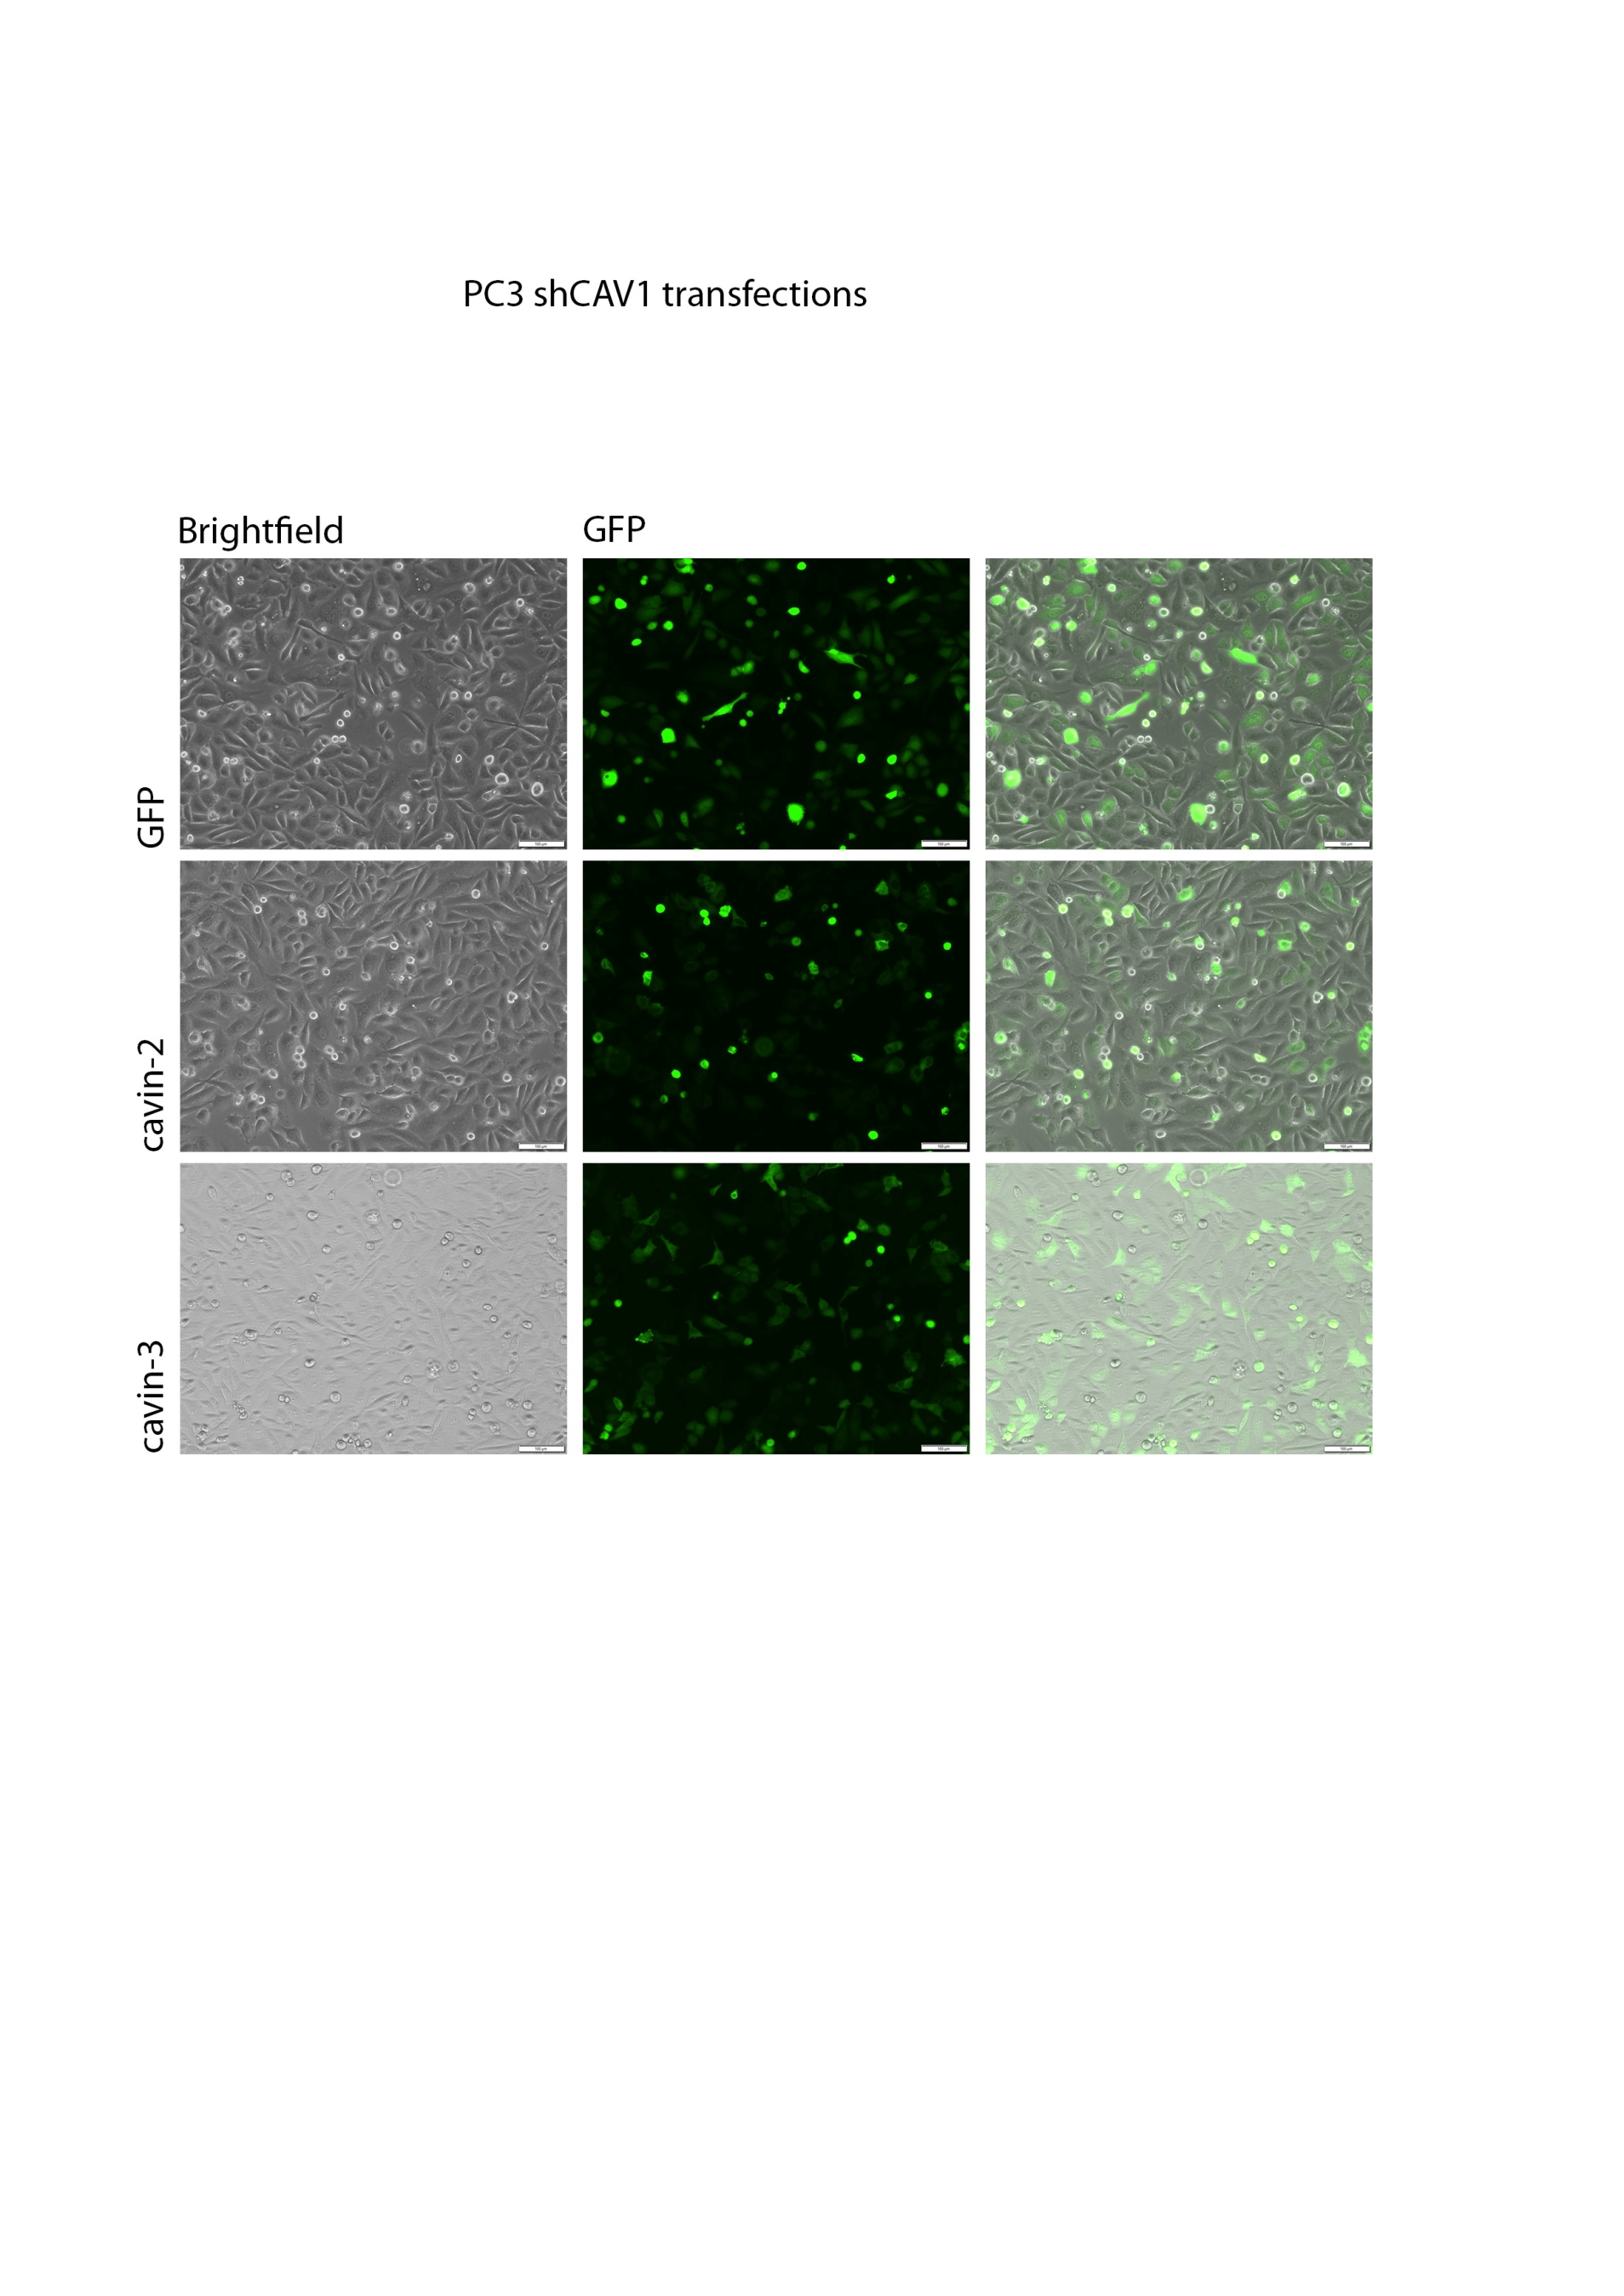 PC3 shCAV1 transfections
Brightfield
GFP
GFP
cavin-2
cavin-3